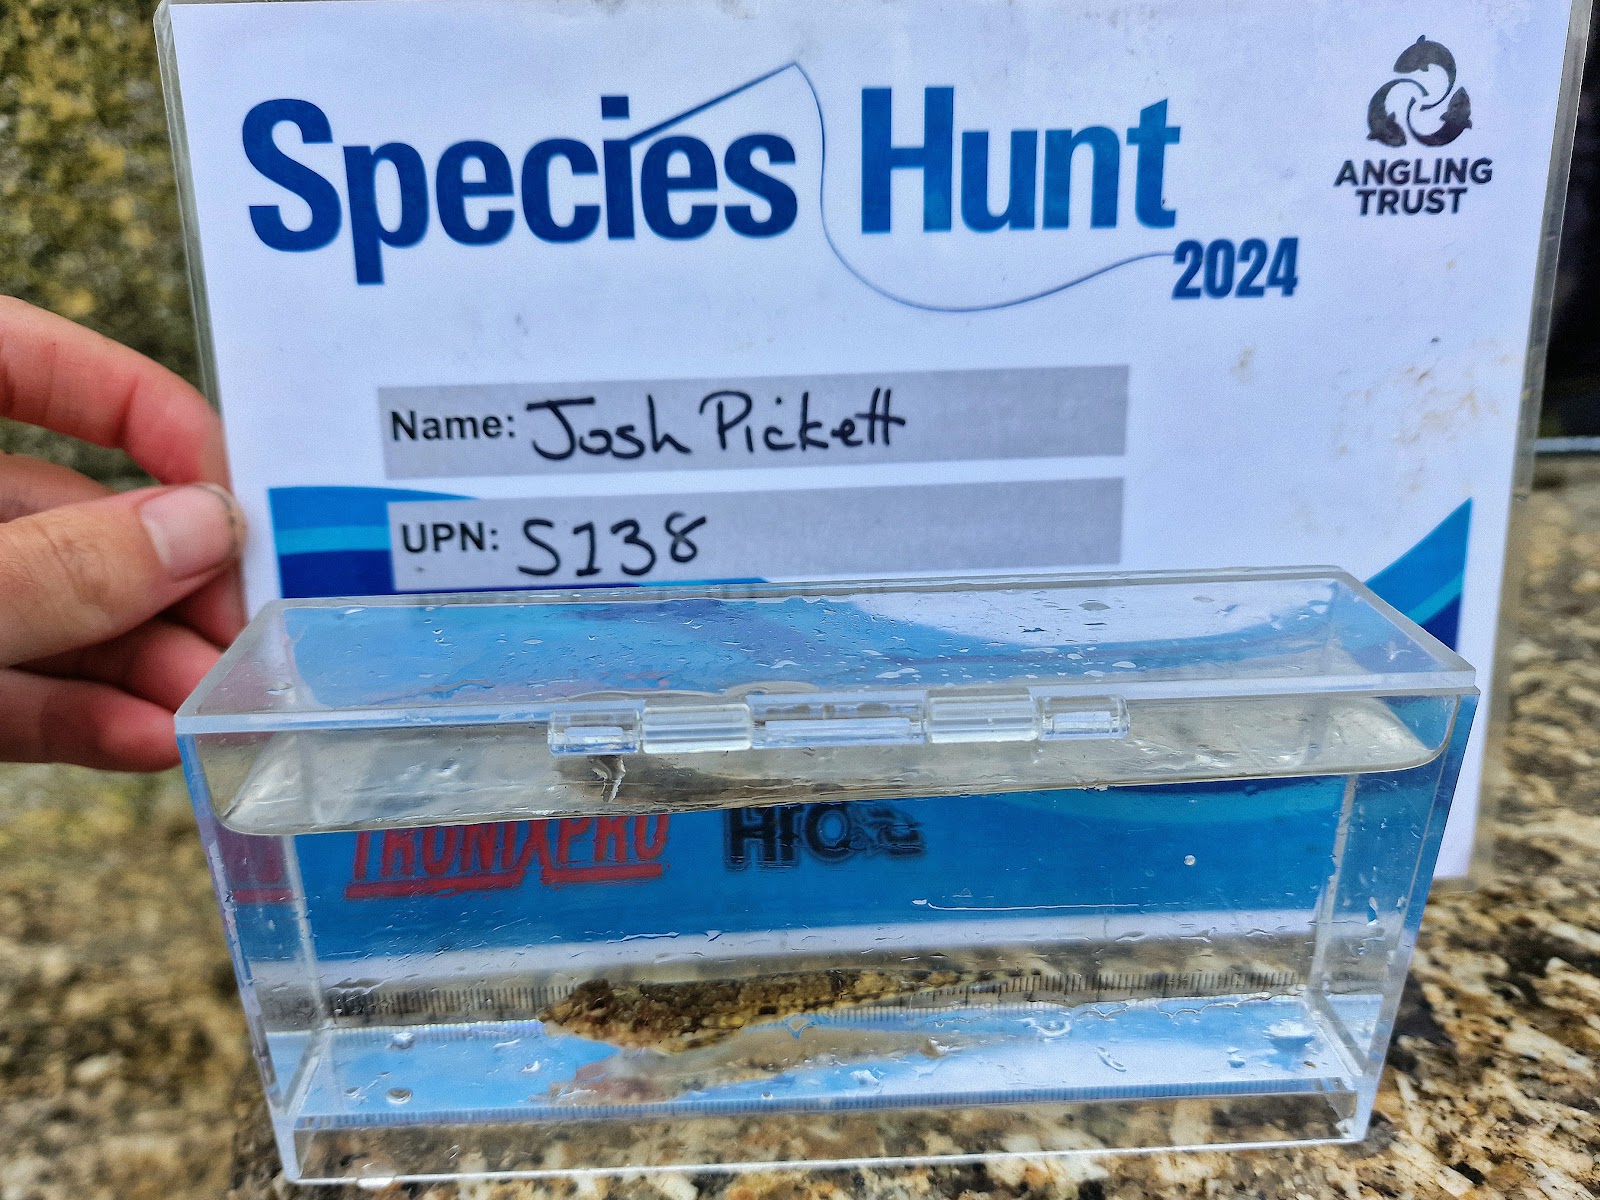 Species Hunt
2024
ANGLING
TRUST
Name: Josh Pickett
UPN: S138
TRONIXPRO